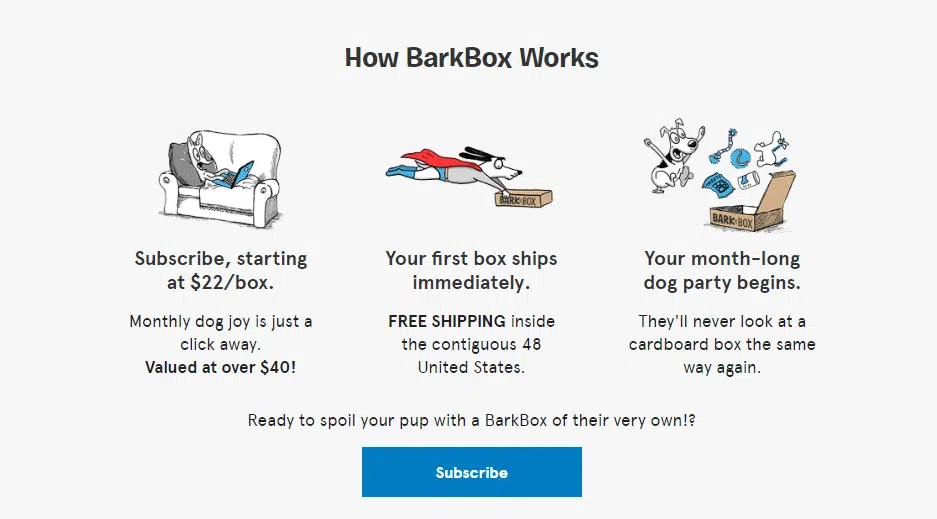 How BarkBox Works
BARK BOX
BARK BOX
Subscribe, starting
at $22/box.
Your first box ships
immediately.
Your month-long
dog party begins.
Monthly dog joy is just a
click away.
Valued at over $40!
FREE SHIPPING inside
the contiguous 48
United States.
They'll never look at a
cardboard box the same
way again.
Ready to spoil your pup with a BarkBox of their very own!?
Subscribe